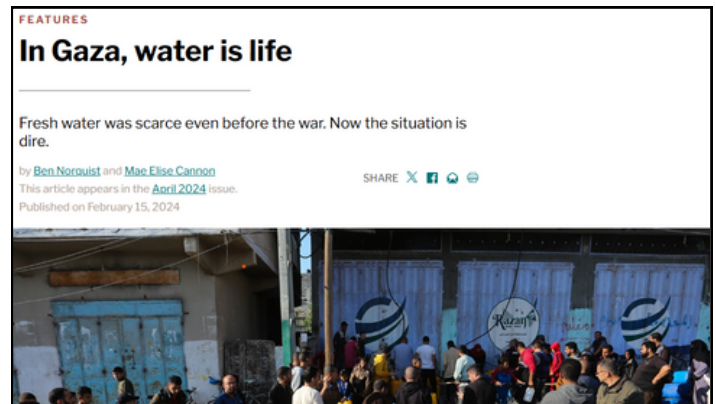 FEATURES
In Gaza, water is life
Fresh water was scarce even before the war. Now the situation is
dire.
by Ben Norquist and Mae Elise Cannon
This article appears in the April 2024 issue.
Published on February 15, 2024
SHARE
Razan